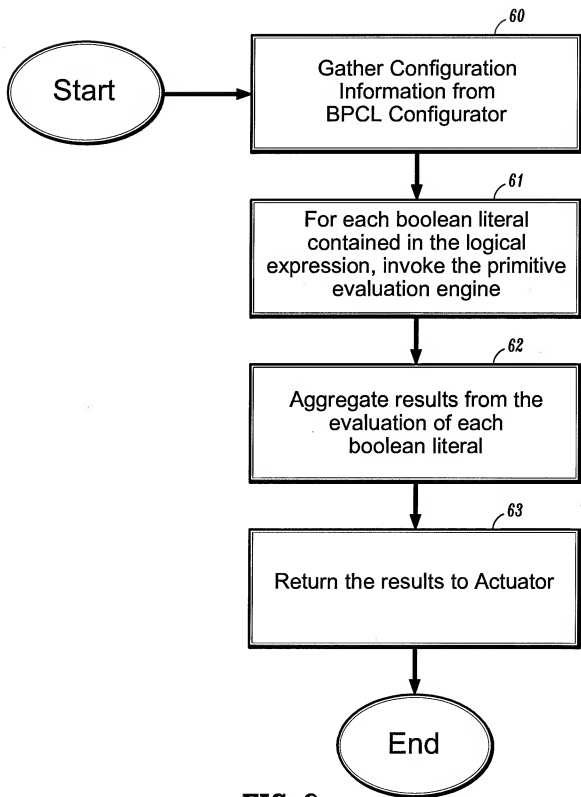 60
Start
Gather Configuration
Information from
BPCL Configurator
61
For each boolean literal
contained in the logical
expression, invoke the primitive
evaluation engine
62
Aggregate results from the
evaluation of each
boolean literal
63
Return the results to Actuator
End